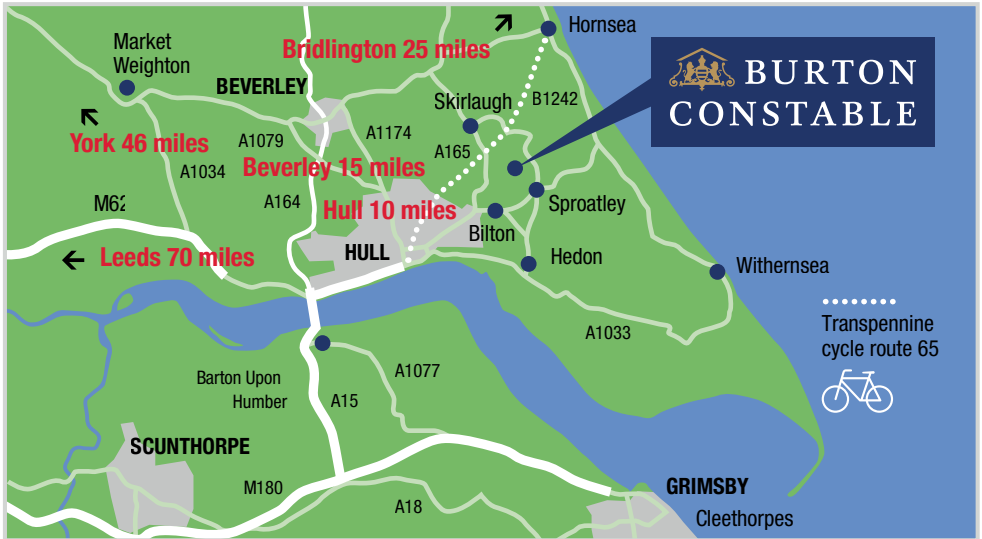 Hornsea
Bridlington 25 miles
Market
Weighton
BEVERLEY
BURTON
CONSTABLE
Skirlaugh
B1242
York 46 miles
A1079
A1174
A165
Beverley 15 miles
A1034
M62
A164
Hull 10 miles
Sproatley
Bilton
HULL
Leeds 70 miles
Hedon
Withernsea
Transpennine
cycle route 65
A1033
A1077
Barton Upon
Humber
A15
SCUNTHORPE
M180
A18
GRIMSBY
Cleethorpes